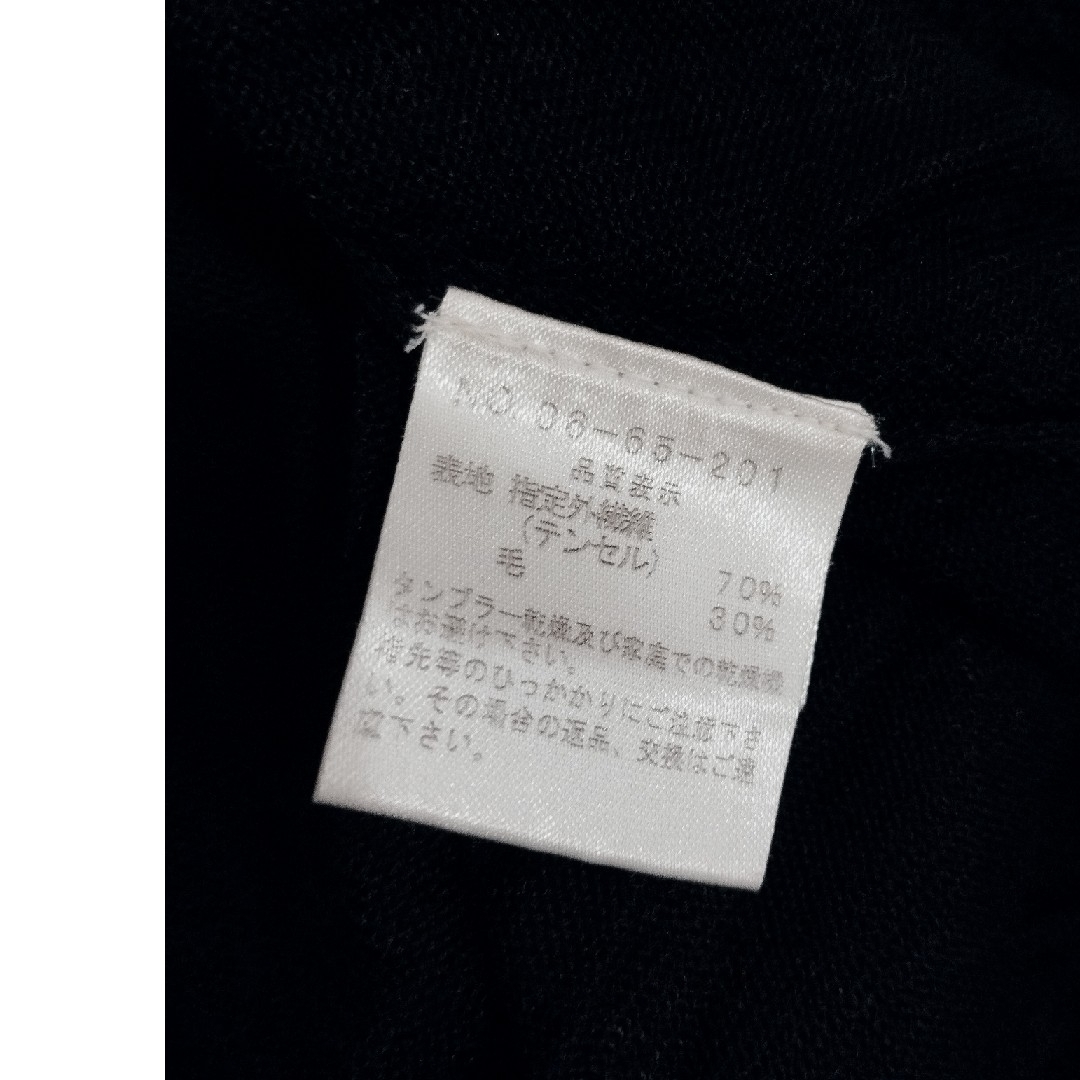 NO 06-65-201
品質表示
表地 指定外繊維
(テンセル) 70%
毛 30%
タンブラー乾燥及び家庭での乾燥機
はお避け下さい。
指先等のひっかかりにご注意下さ
い。その場合の返品、交換はご遠
慮下さい。